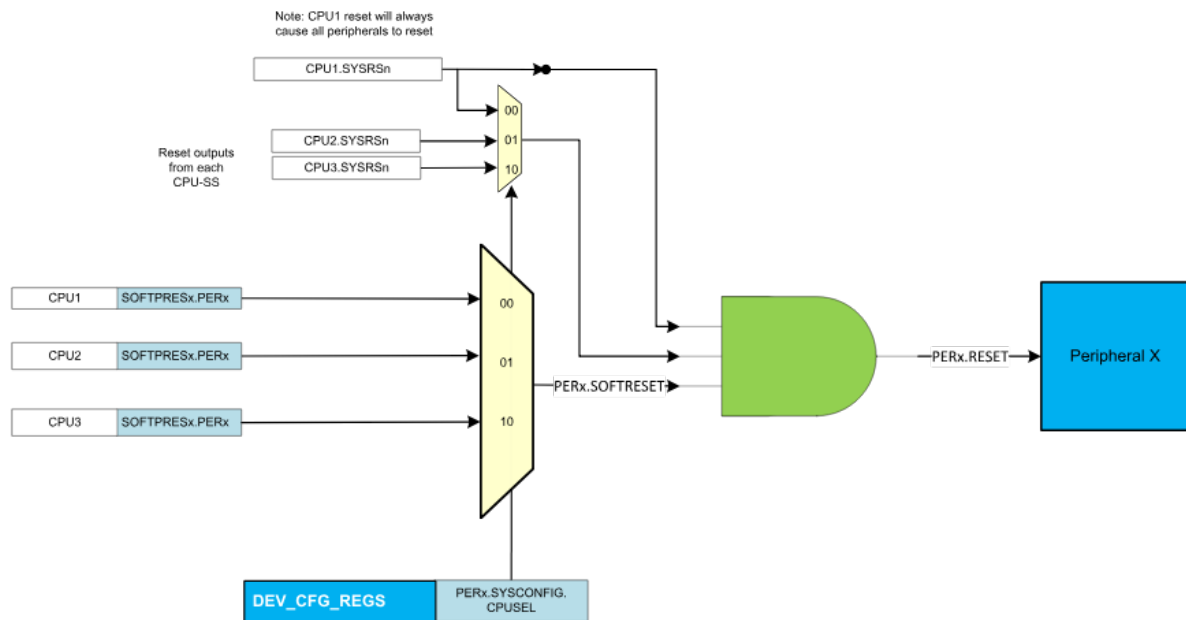 Note: CPU1 reset will always
cause all peripherals to reset
CPU1.SYSRSn
00
CPU2.SYSRSn
01
CPU3.SYSRSn
10
Reset outputs
from each
CPU-SS
CPU1
SOFTPRESx.PERx
00
CPU2
SOFTPRESx.PERx
01
CPU3
SOFTPRESx.PERx
10
PERx.SOFTRESET
PERx.RESET
Peripheral X
DEV_CFG_REGS
PERx.SYSCONFIG.
CPUSEL